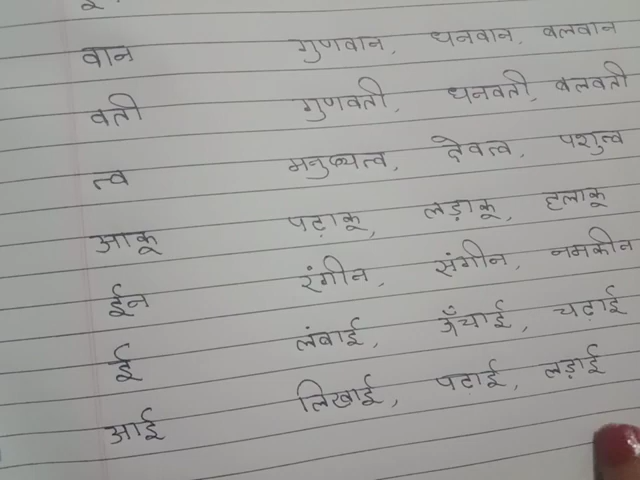 वान गुणवान, धनवान, बलवान
वती गुणवती, धनवती, बलवती
त्व मनुष्यत्व, देवत्व, पशुत्व
आकू पढ़ाकू, लड़ाकू, हलाकू
ईन रंगीन, संगीन, नमकीन
ई लंबाई, ऊँचाई, चढ़ाई
आई लिखाई, पढाई, लड़ाई